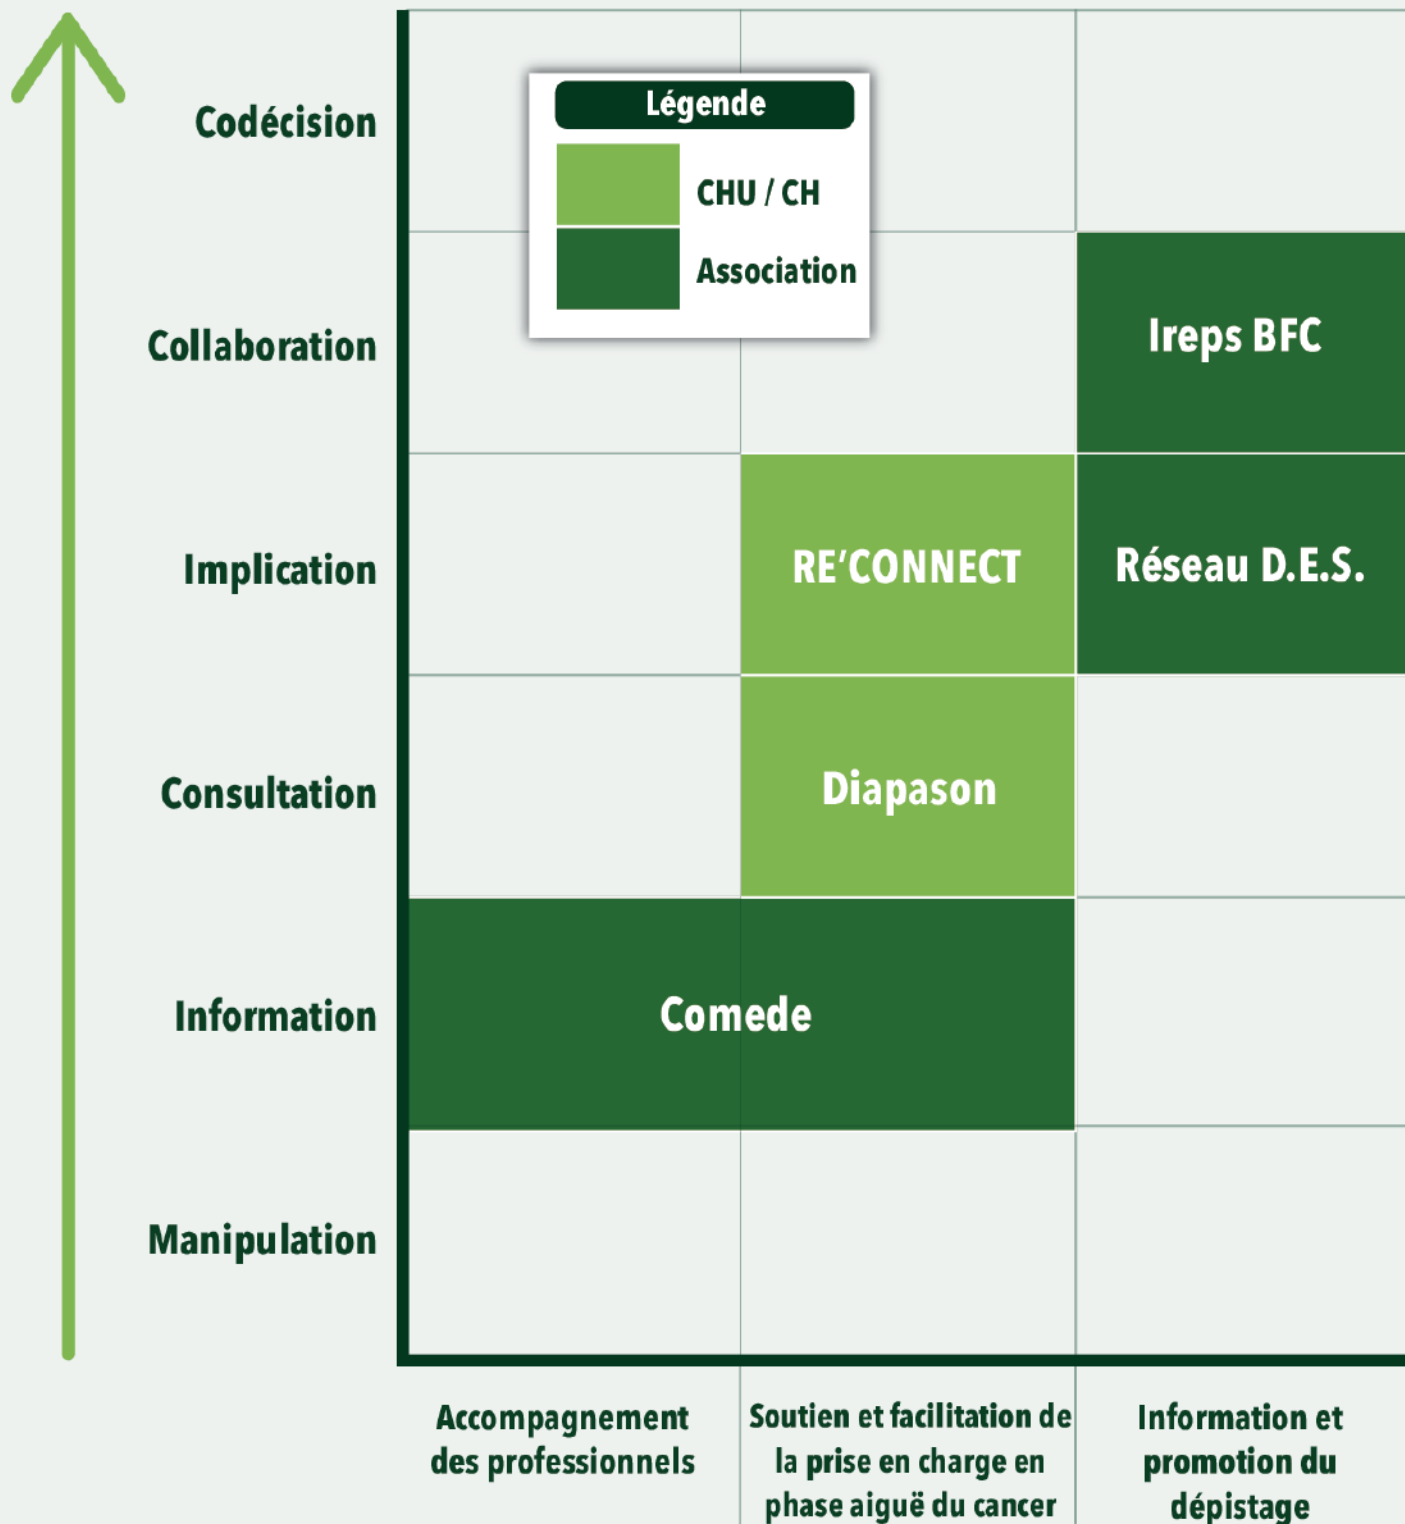 Codécision
Légende
CHU / CH
Association
Collaboration
Ireps BFC
Implication
RE’CONNECT
Réseau D.E.S.
Consultation
Diapason
Information
Comede
Manipulation
Accompagnement
des professionnels
Soutien et facilitation de
la prise en charge en
phase aiguë du cancer
Information et
promotion du
dépistage